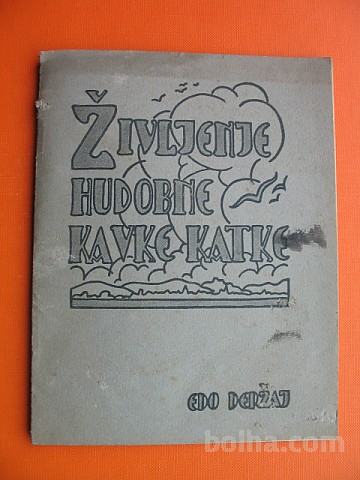 ŽIVLJENJE
HUDOBNE
KAVKE KATKE
EDO DERŽAJ
bolha.com